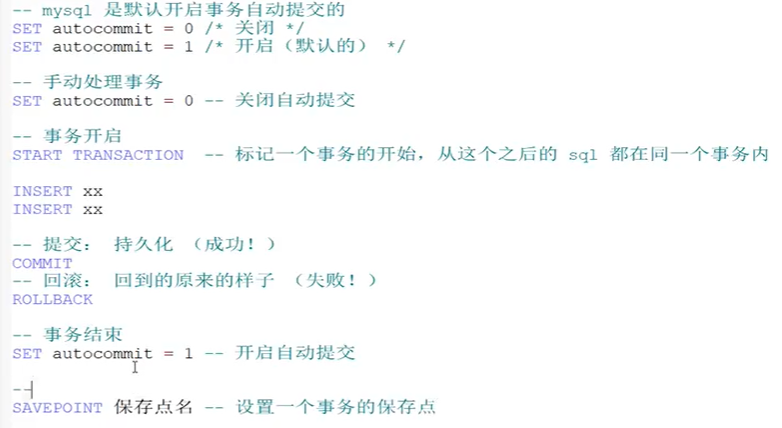 -- mysql 是默认开启事务自动提交的
SET autocommit = 0 /* 关闭 */
SET autocommit = 1 /* 开启（默认的） */
-- 手动处理事务
SET autocommit = 0 -- 关闭自动提交
-- 事务开启
START TRANSACTION -- 标记一个事务的开始，从这个之后的 sql 都在同一个事务内
INSERT xx
INSERT xx
-- 提交： 持久化 （成功！）
COMMIT
-- 回滚： 回到的原来的样子 （失败！）
ROLLBACK
-- 事务结束
SET autocommit = 1 -- 开启自动提交
--
SAVEPOINT 保存点名 -- 设置一个事务的保存点